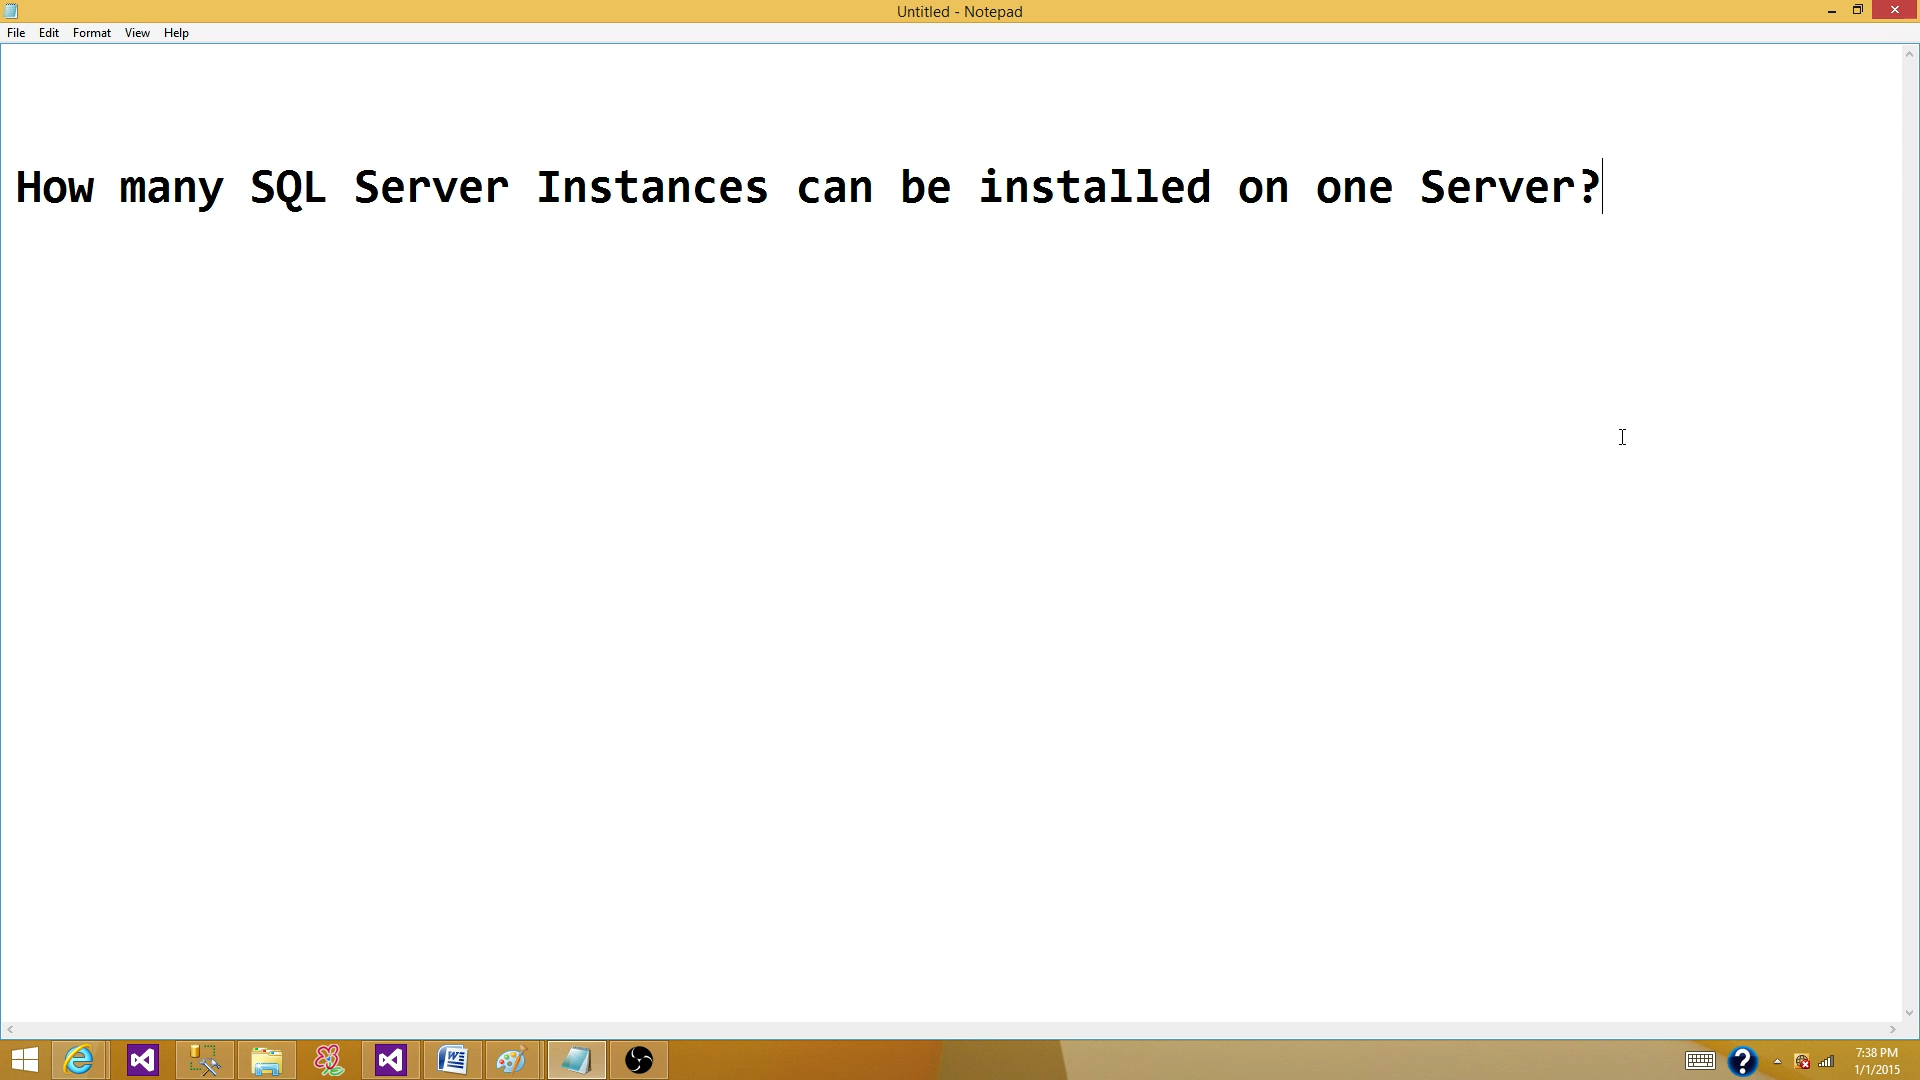 Untitled - Notepad
File Edit Format View Help
How many SQL Server Instances can be installed on one Server?
7:38 PM
1/1/2015